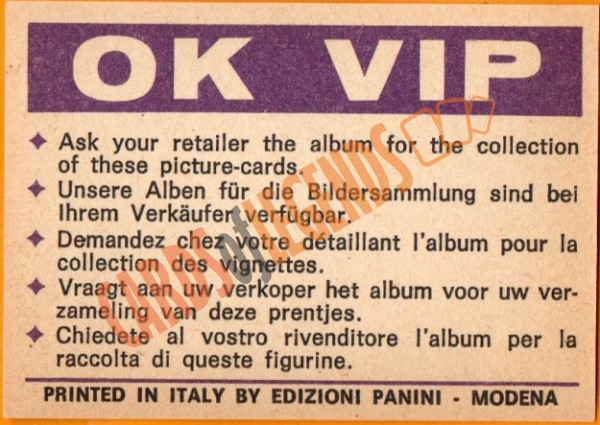 OK VIP
✦ Ask your retailer the album for the collection
of these picture-cards.
✦ Unsere Alben für die Bildersammlung sind bei
Ihrem Verkäufer verfügbar.
✦ Demandez chez votre détaillant l'album pour la
collection des vignettes.
✦ Vraagt aan uw verkoper het album voor uw ver-
zameling van deze prentjes.
✦ Chiedete al vostro rivenditore l'album per la
raccolta di queste figurine.
PRINTED IN ITALY BY EDIZIONI PANINI - MODENA
CARDS of LEGENDS